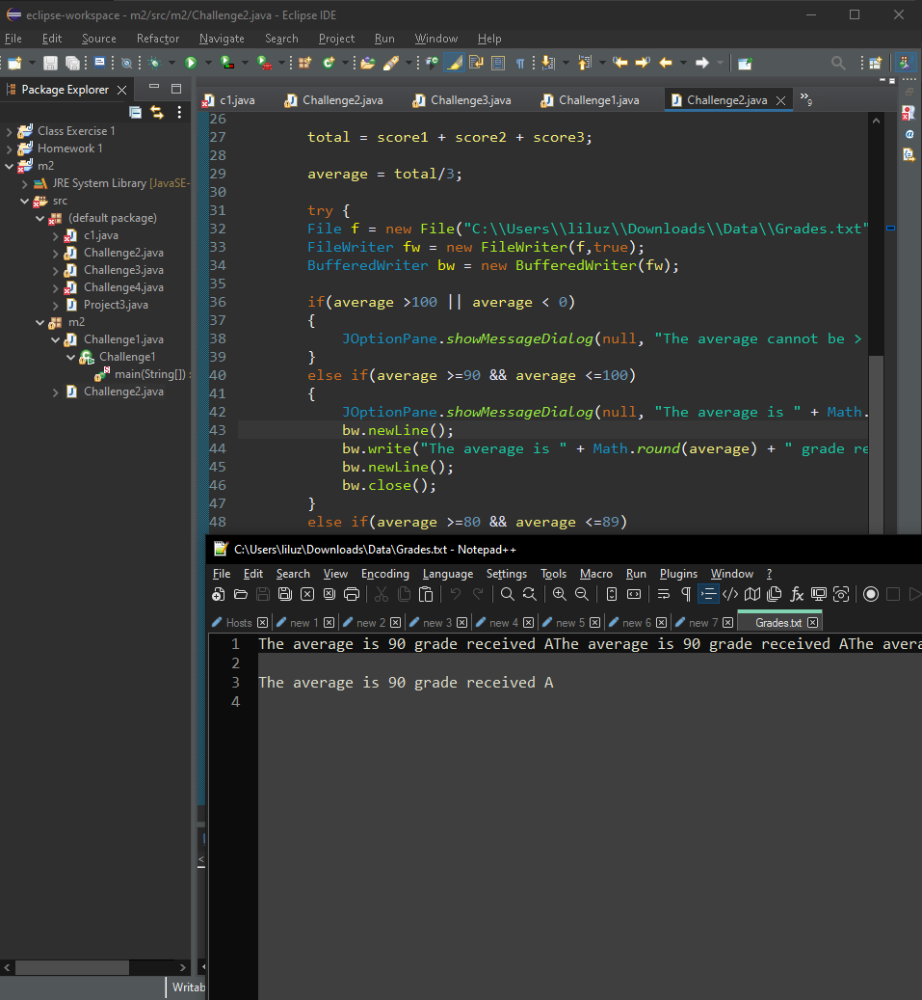 eclipse-workspace - m2/src/m2/Challenge2.java - Eclipse IDE
File Edit Source Refactor Navigate Search Project Run Window Help
Package Explorer
c1.java Challenge2.java Challenge3.java Challenge1.java Challenge2.java »9
Class Exercise 1
Homework 1
m2
JRE System Library [JavaSE-
src
(default package)
c1.java
Challenge2.java
Challenge3.java
Challenge4.java
Project3.java
m2
Challenge1.java
Challenge1
main(String[]) :
Challenge2.java
26
27 total = score1 + score2 + score3;
28
29 average = total/3;
30
31 try {
32 File f = new File("C:\\Users\\liluz\\Downloads\\Data\\Grades.txt"
33 FileWriter fw = new FileWriter(f,true);
34 BufferedWriter bw = new BufferedWriter(fw);
35
36 if(average >100 || average < 0)
37 {
38 JOptionPane.showMessageDialog(null, "The average cannot be >
39 }
40 else if(average >=90 && average <=100)
41 {
42 JOptionPane.showMessageDialog(null, "The average is " + Math.
43 bw.newLine();
44 bw.write("The average is " + Math.round(average) + " grade re
45 bw.newLine();
46 bw.close();
47 }
48 else if(average >=80 && average <=89)
C:\Users\liluz\Downloads\Data\Grades.txt - Notepad++
File Edit Search View Encoding Language Settings Tools Macro Run Plugins Window ?
Hosts new 1 new 2 new 3 new 4 new 5 new 6 new 7 Grades.txt
1 The average is 90 grade received AThe average is 90 grade received AThe avera
2
3 The average is 90 grade received A
4
Writab